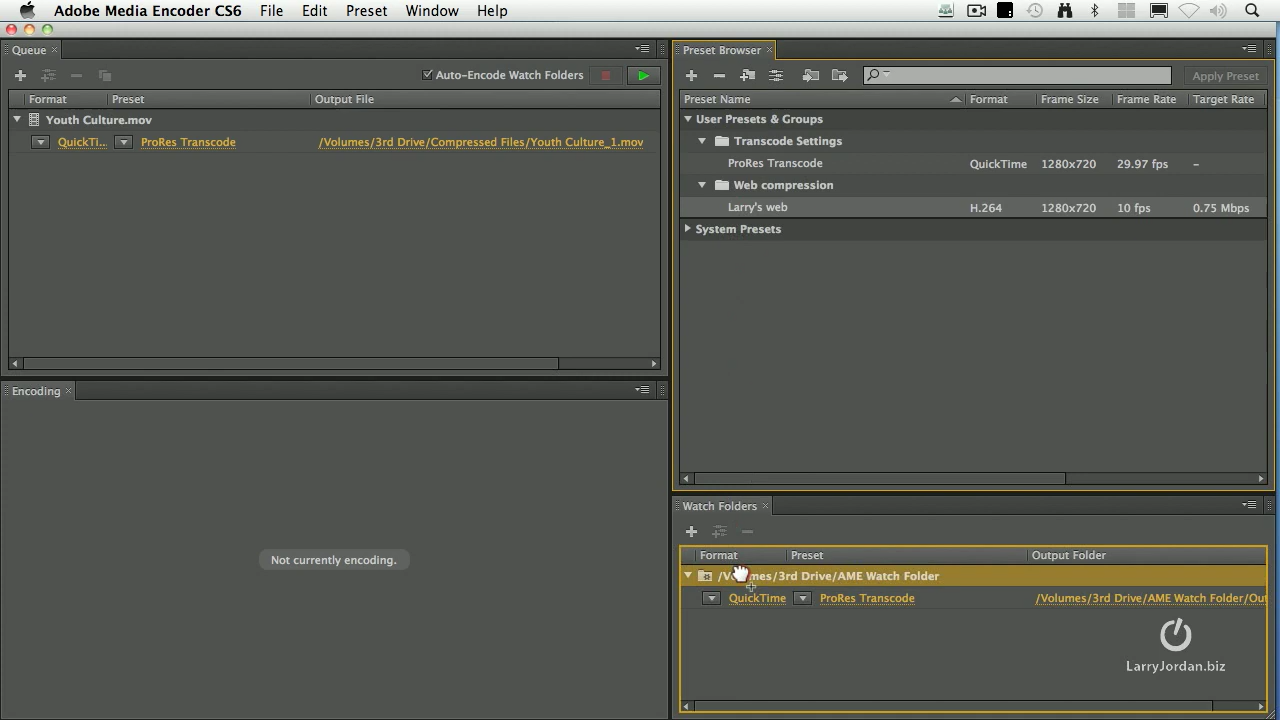 Adobe Media Encoder CS6 File Edit Preset Window Help
Queue
Auto-Encode Watch Folders
Format Preset Output File
Youth Culture.mov
QuickTi... ProRes Transcode /Volumes/3rd Drive/Compressed Files/Youth Culture_1.mov
Encoding
Not currently encoding.
Preset Browser
Apply Preset
Preset Name Format Frame Size Frame Rate Target Rate
User Presets & Groups
Transcode Settings
ProRes Transcode QuickTime 1280x720 29.97 fps –
Web compression
Larry's web H.264 1280x720 10 fps 0.75 Mbps
System Presets
Watch Folders
Format Preset Output Folder
/Volumes/3rd Drive/AME Watch Folder
QuickTime ProRes Transcode /Volumes/3rd Drive/AME Watch Folder/Out
LarryJordan.biz